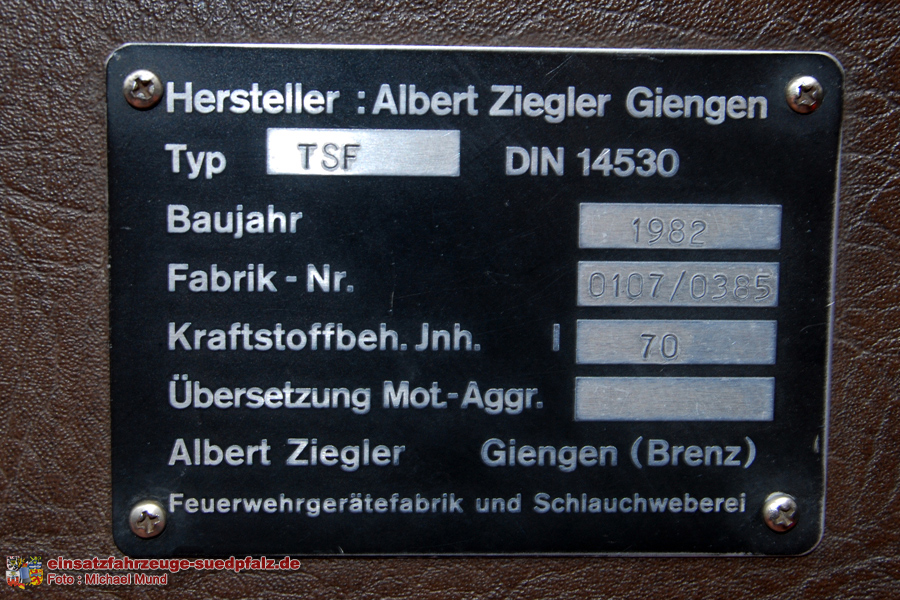 Hersteller : Albert Ziegler Giengen
Typ TSF DIN 14530
Baujahr 1982
Fabrik - Nr. 0107/0385
Kraftstoffbeh. Jnh. l 70
Übersetzung Mot.-Aggr.
Albert Ziegler Giengen (Brenz)
Feuerwehrgerätefabrik und Schlauchweberei
einsatzfahrzeuge-suedpfalz.de
Foto : Michael Mund